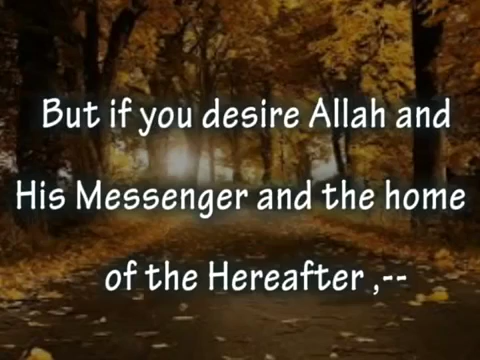 But if you desire Allah and
His Messenger and the home
of the Hereafter ,--